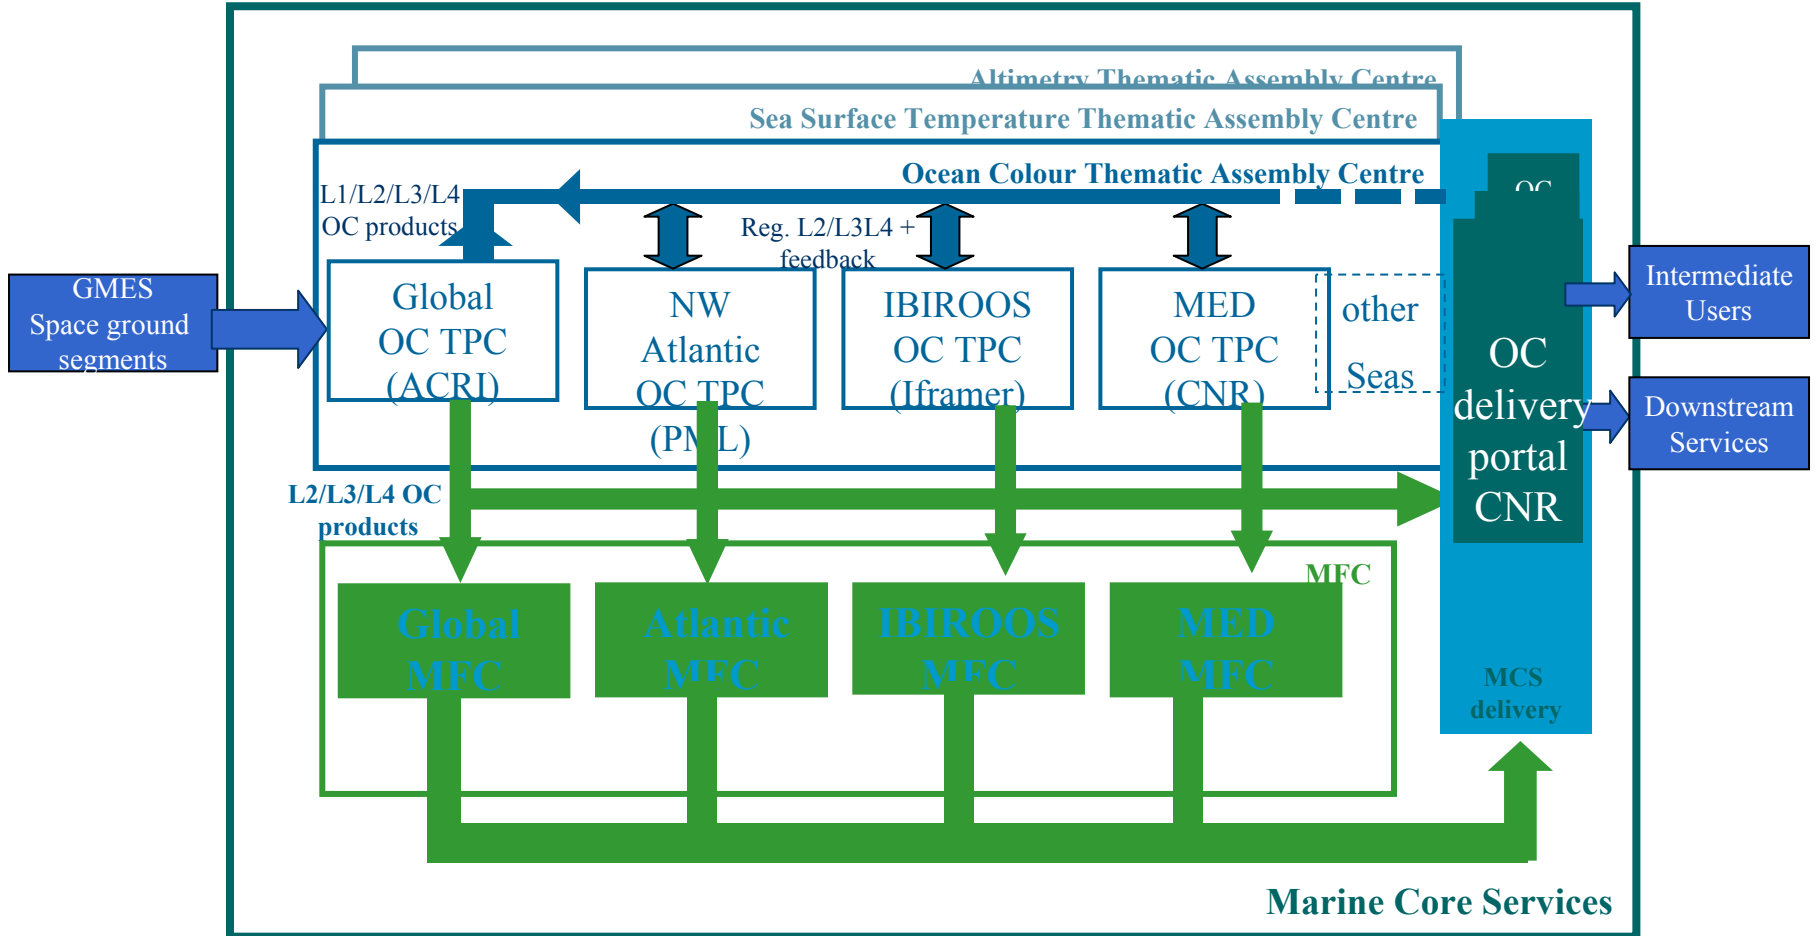 Altimetry Thematic Assembly Centre
Sea Surface Temperature Thematic Assembly Centre
Ocean Colour Thematic Assembly Centre
L1/L2/L3/L4
OC products
Reg. L2/L3L4 +
feedback
GMES
Space ground
segments
Global
OC TPC
(ACRI)
NW
Atlantic
OC TPC
(PML)
IBIROOS
OC TPC
(Iframer)
MED
OC TPC
(CNR)
other
Seas
OC
OC
delivery
portal
CNR
Intermediate
Users
Downstream
Services
L2/L3/L4 OC
products
MFC
Global
MFC
Atlantic
MFC
IBIROOS
MFC
MED
MFC
MCS
delivery
Marine Core Services